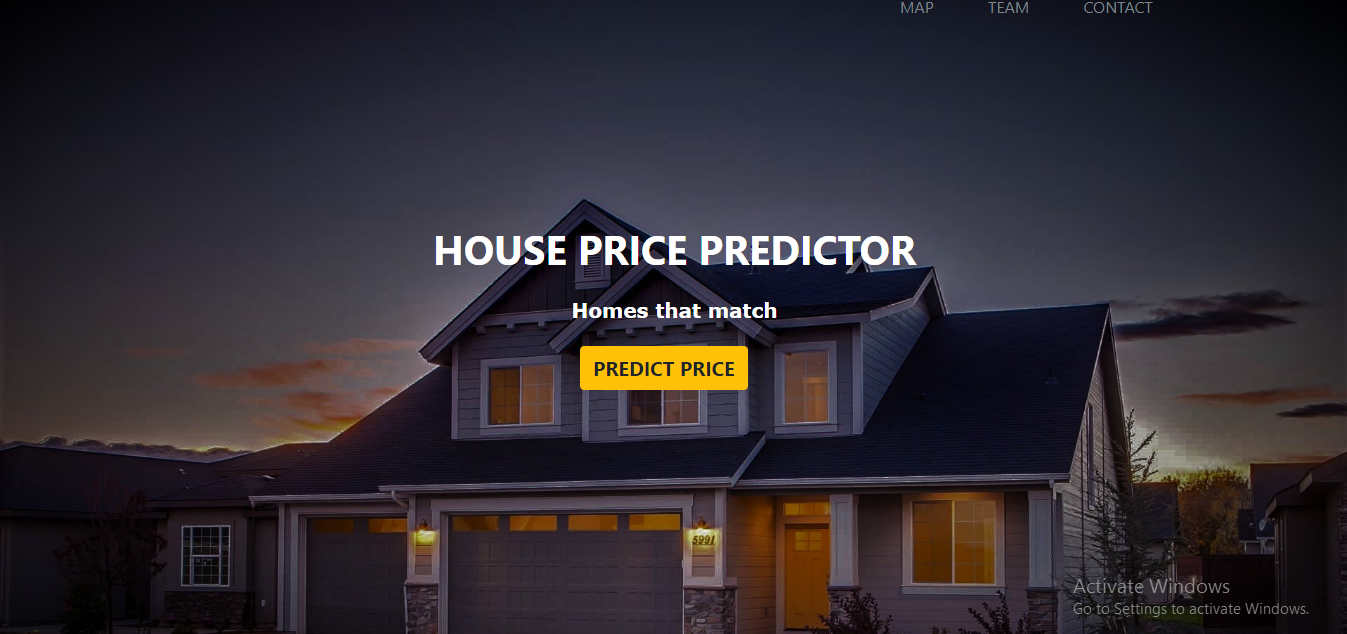 MAP TEAM CONTACT
HOUSE PRICE PREDICTOR
Homes that match
PREDICT PRICE
5991
Activate Windows
Go to Settings to activate Windows.